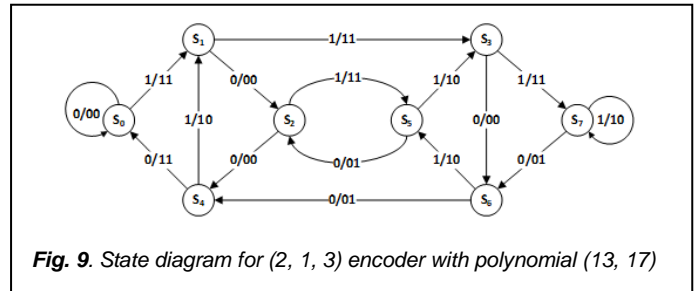 S1
1/11
S3
1/11
0/00
1/11
1/10
1/11
0/00
S0
1/10
S2
S5
0/00
S7
1/10
0/11
0/00
0/01
1/10
0/01
S4
0/01
S6
Fig. 9. State diagram for (2, 1, 3) encoder with polynomial (13, 17)